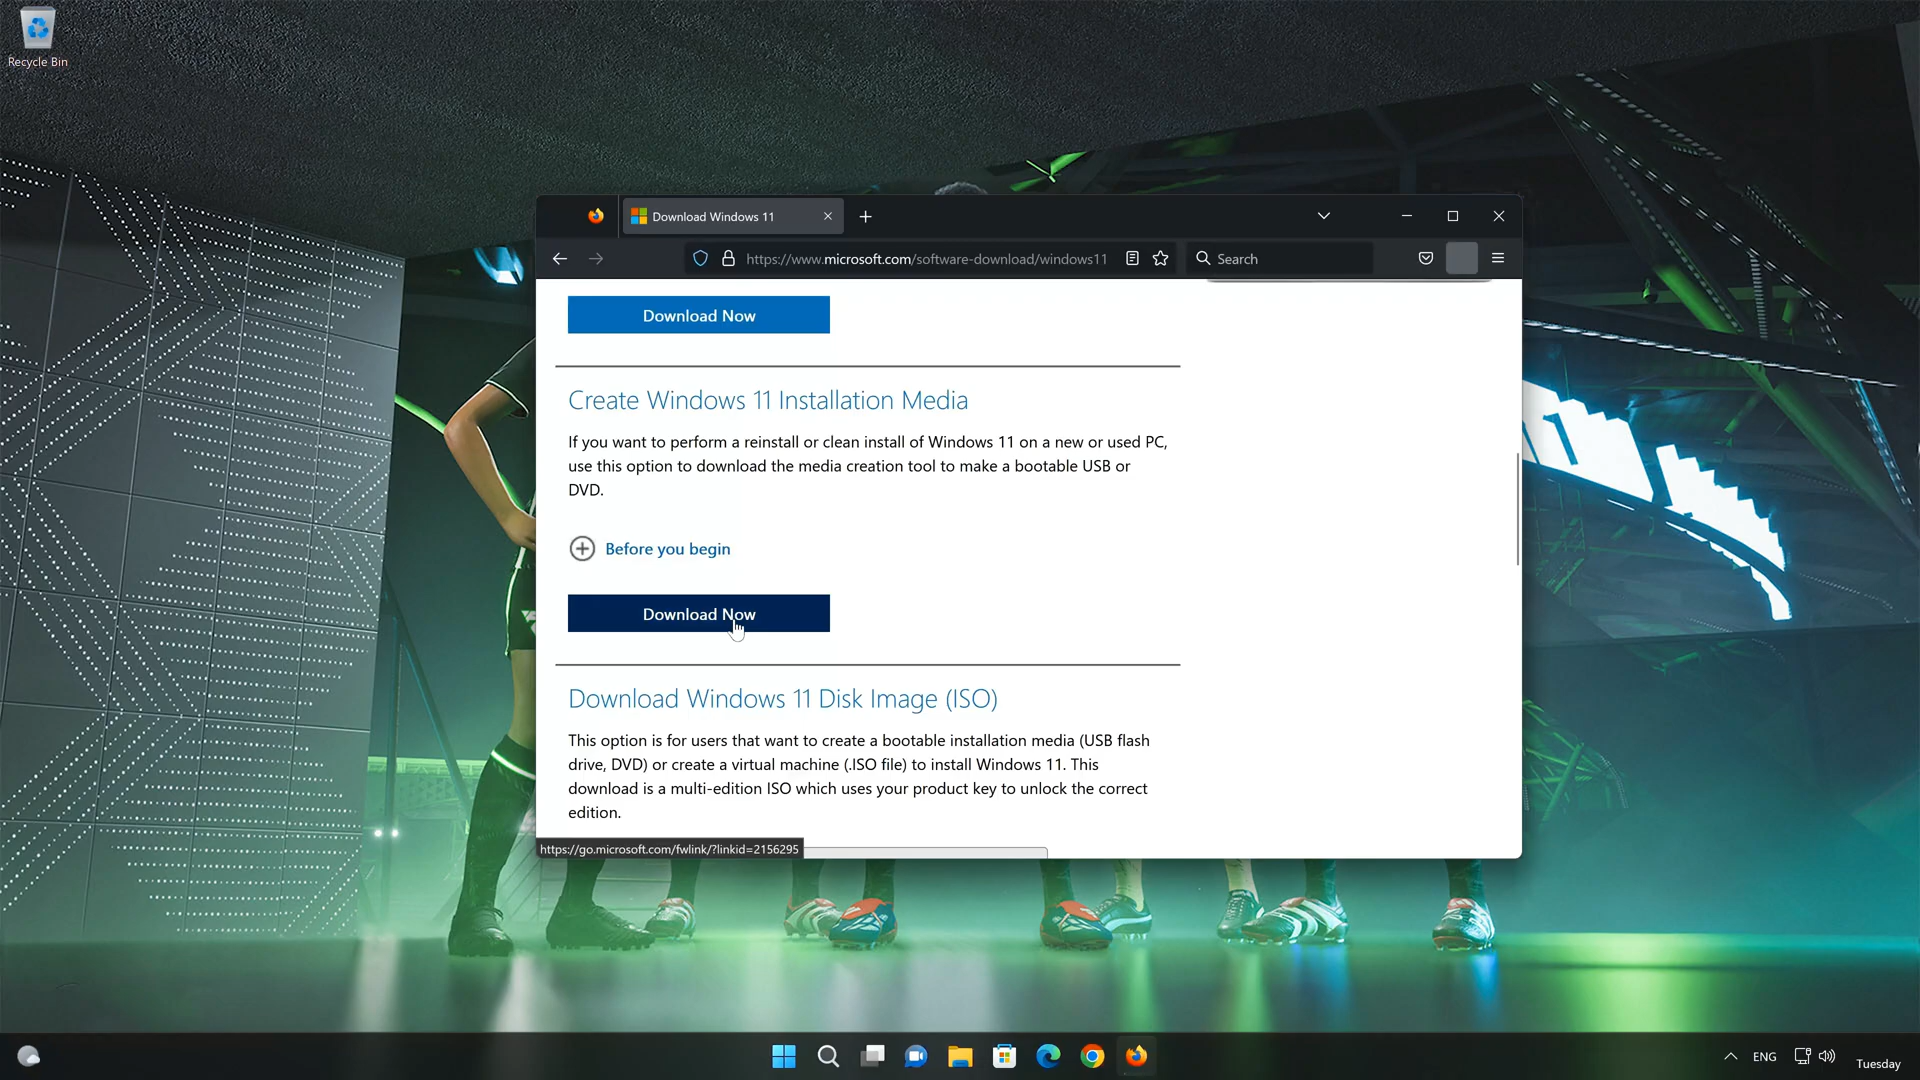 Recycle Bin
Download Windows 11
https://www.microsoft.com/software-download/windows11
Search
Download Now
Create Windows 11 Installation Media
If you want to perform a reinstall or clean install of Windows 11 on a new or used PC,
use this option to download the media creation tool to make a bootable USB or
DVD.
Before you begin
Download Now
Download Windows 11 Disk Image (ISO)
This option is for users that want to create a bootable installation media (USB flash
drive, DVD) or create a virtual machine (.ISO file) to install Windows 11. This
download is a multi-edition ISO which uses your product key to unlock the correct
edition.
https://go.microsoft.com/fwlink/?linkid=2156295
ENG
Tuesday